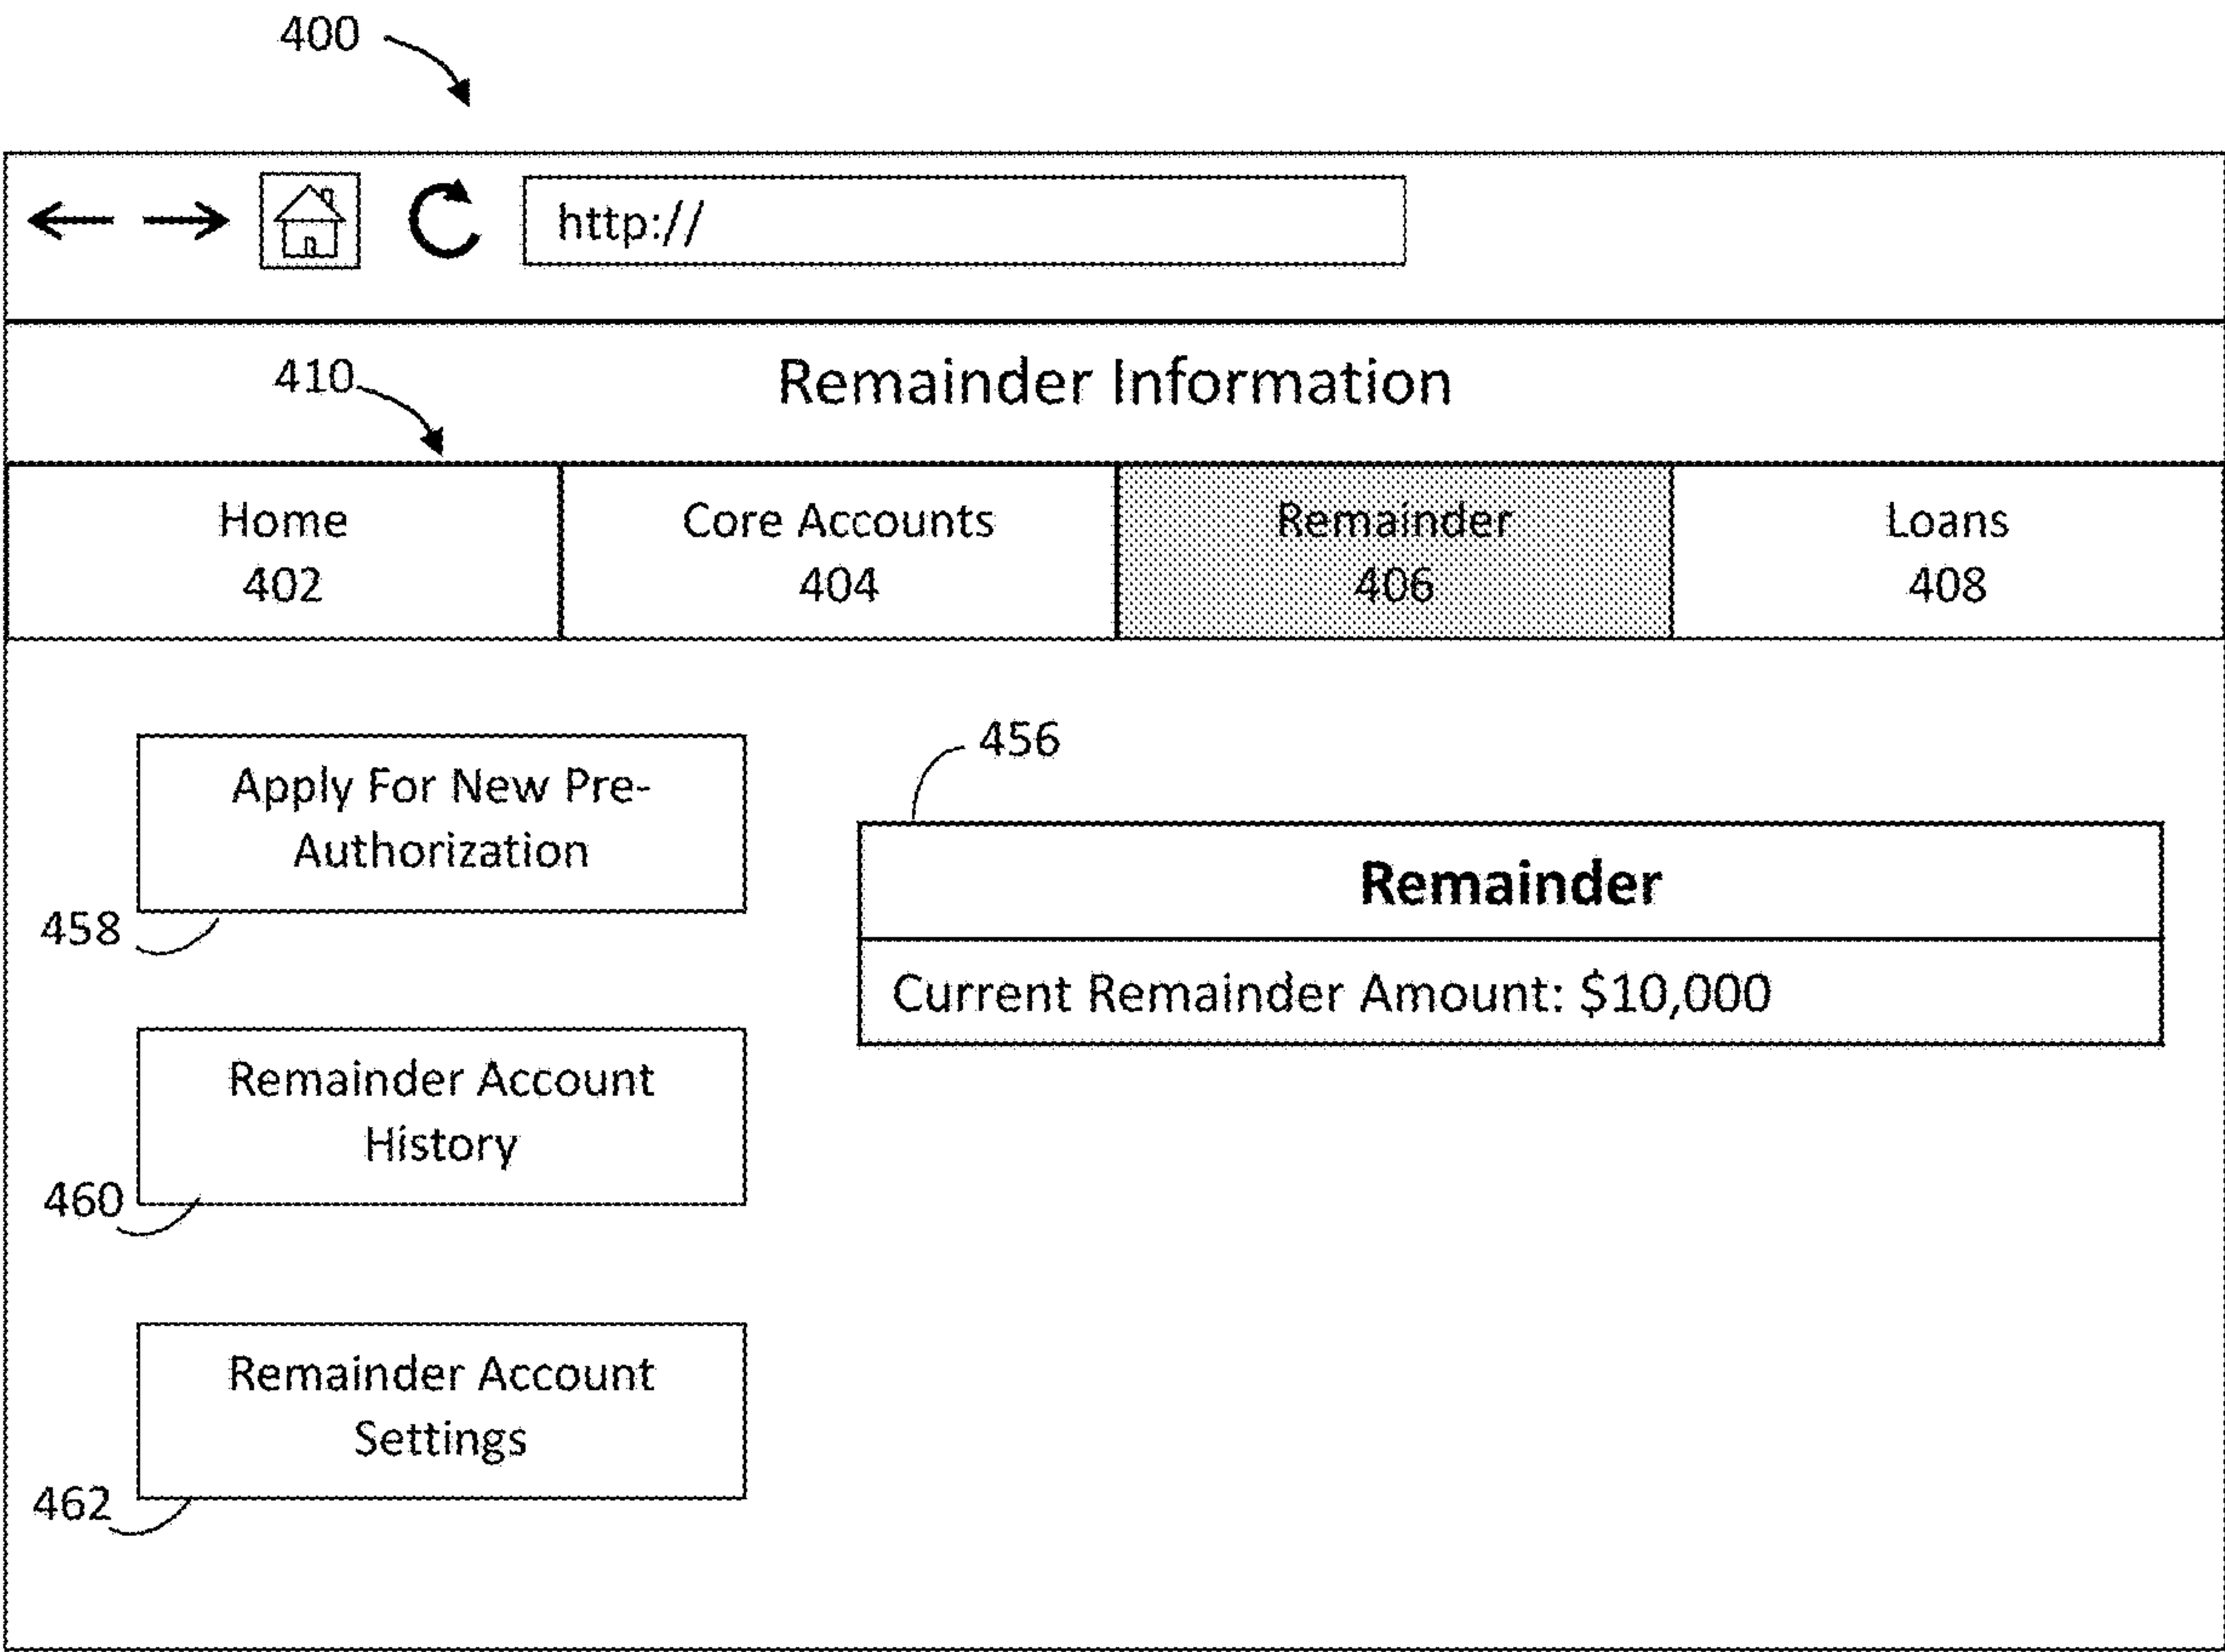 400
http://
Remainder Information
410
Home
402
Core Accounts
404
Remainder
406
Loans
408
Apply For New Pre-
Authorization
458
Remainder Account
History
460
Remainder Account
Settings
462
456
Remainder
Current Remainder Amount: $10,000